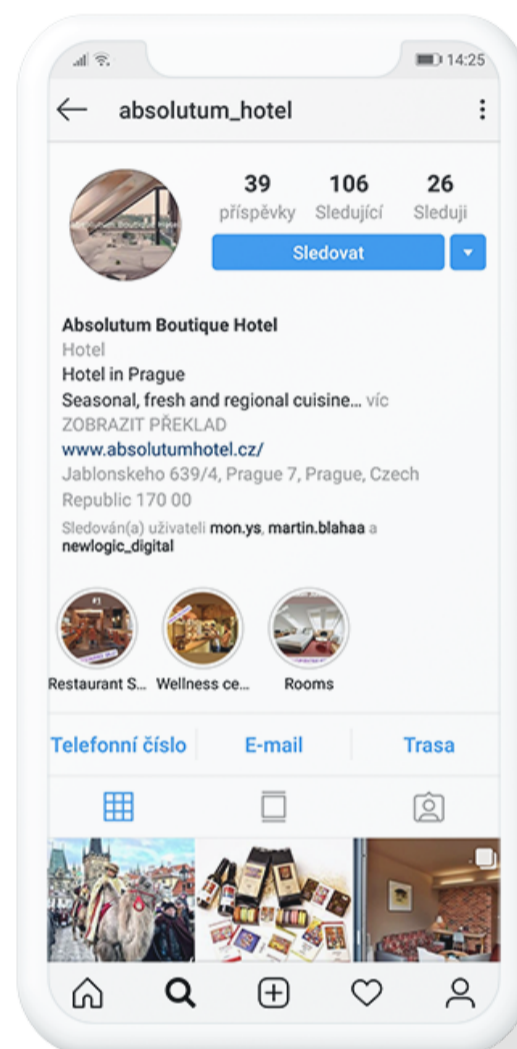 14:25
absolutum_hotel
39 106 26
příspěvky Sledující Sleduji
Sledovat
Absolutum Boutique Hotel
Hotel
Hotel in Prague
Seasonal, fresh and regional cuisine... víc
ZOBRAZIT PŘEKLAD
www.absolutumhotel.cz/
Jablonskeho 639/4, Prague 7, Prague, Czech
Republic 170 00
Sledován(a) uživateli mon.ys, martin.blahaa a
newlogic_digital
Restaurant S... Wellness ce... Rooms
Telefonní číslo E-mail Trasa